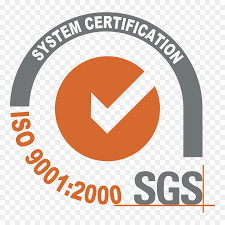 SYSTEM CERTIFICATION
ISO 9001:2000
SGS